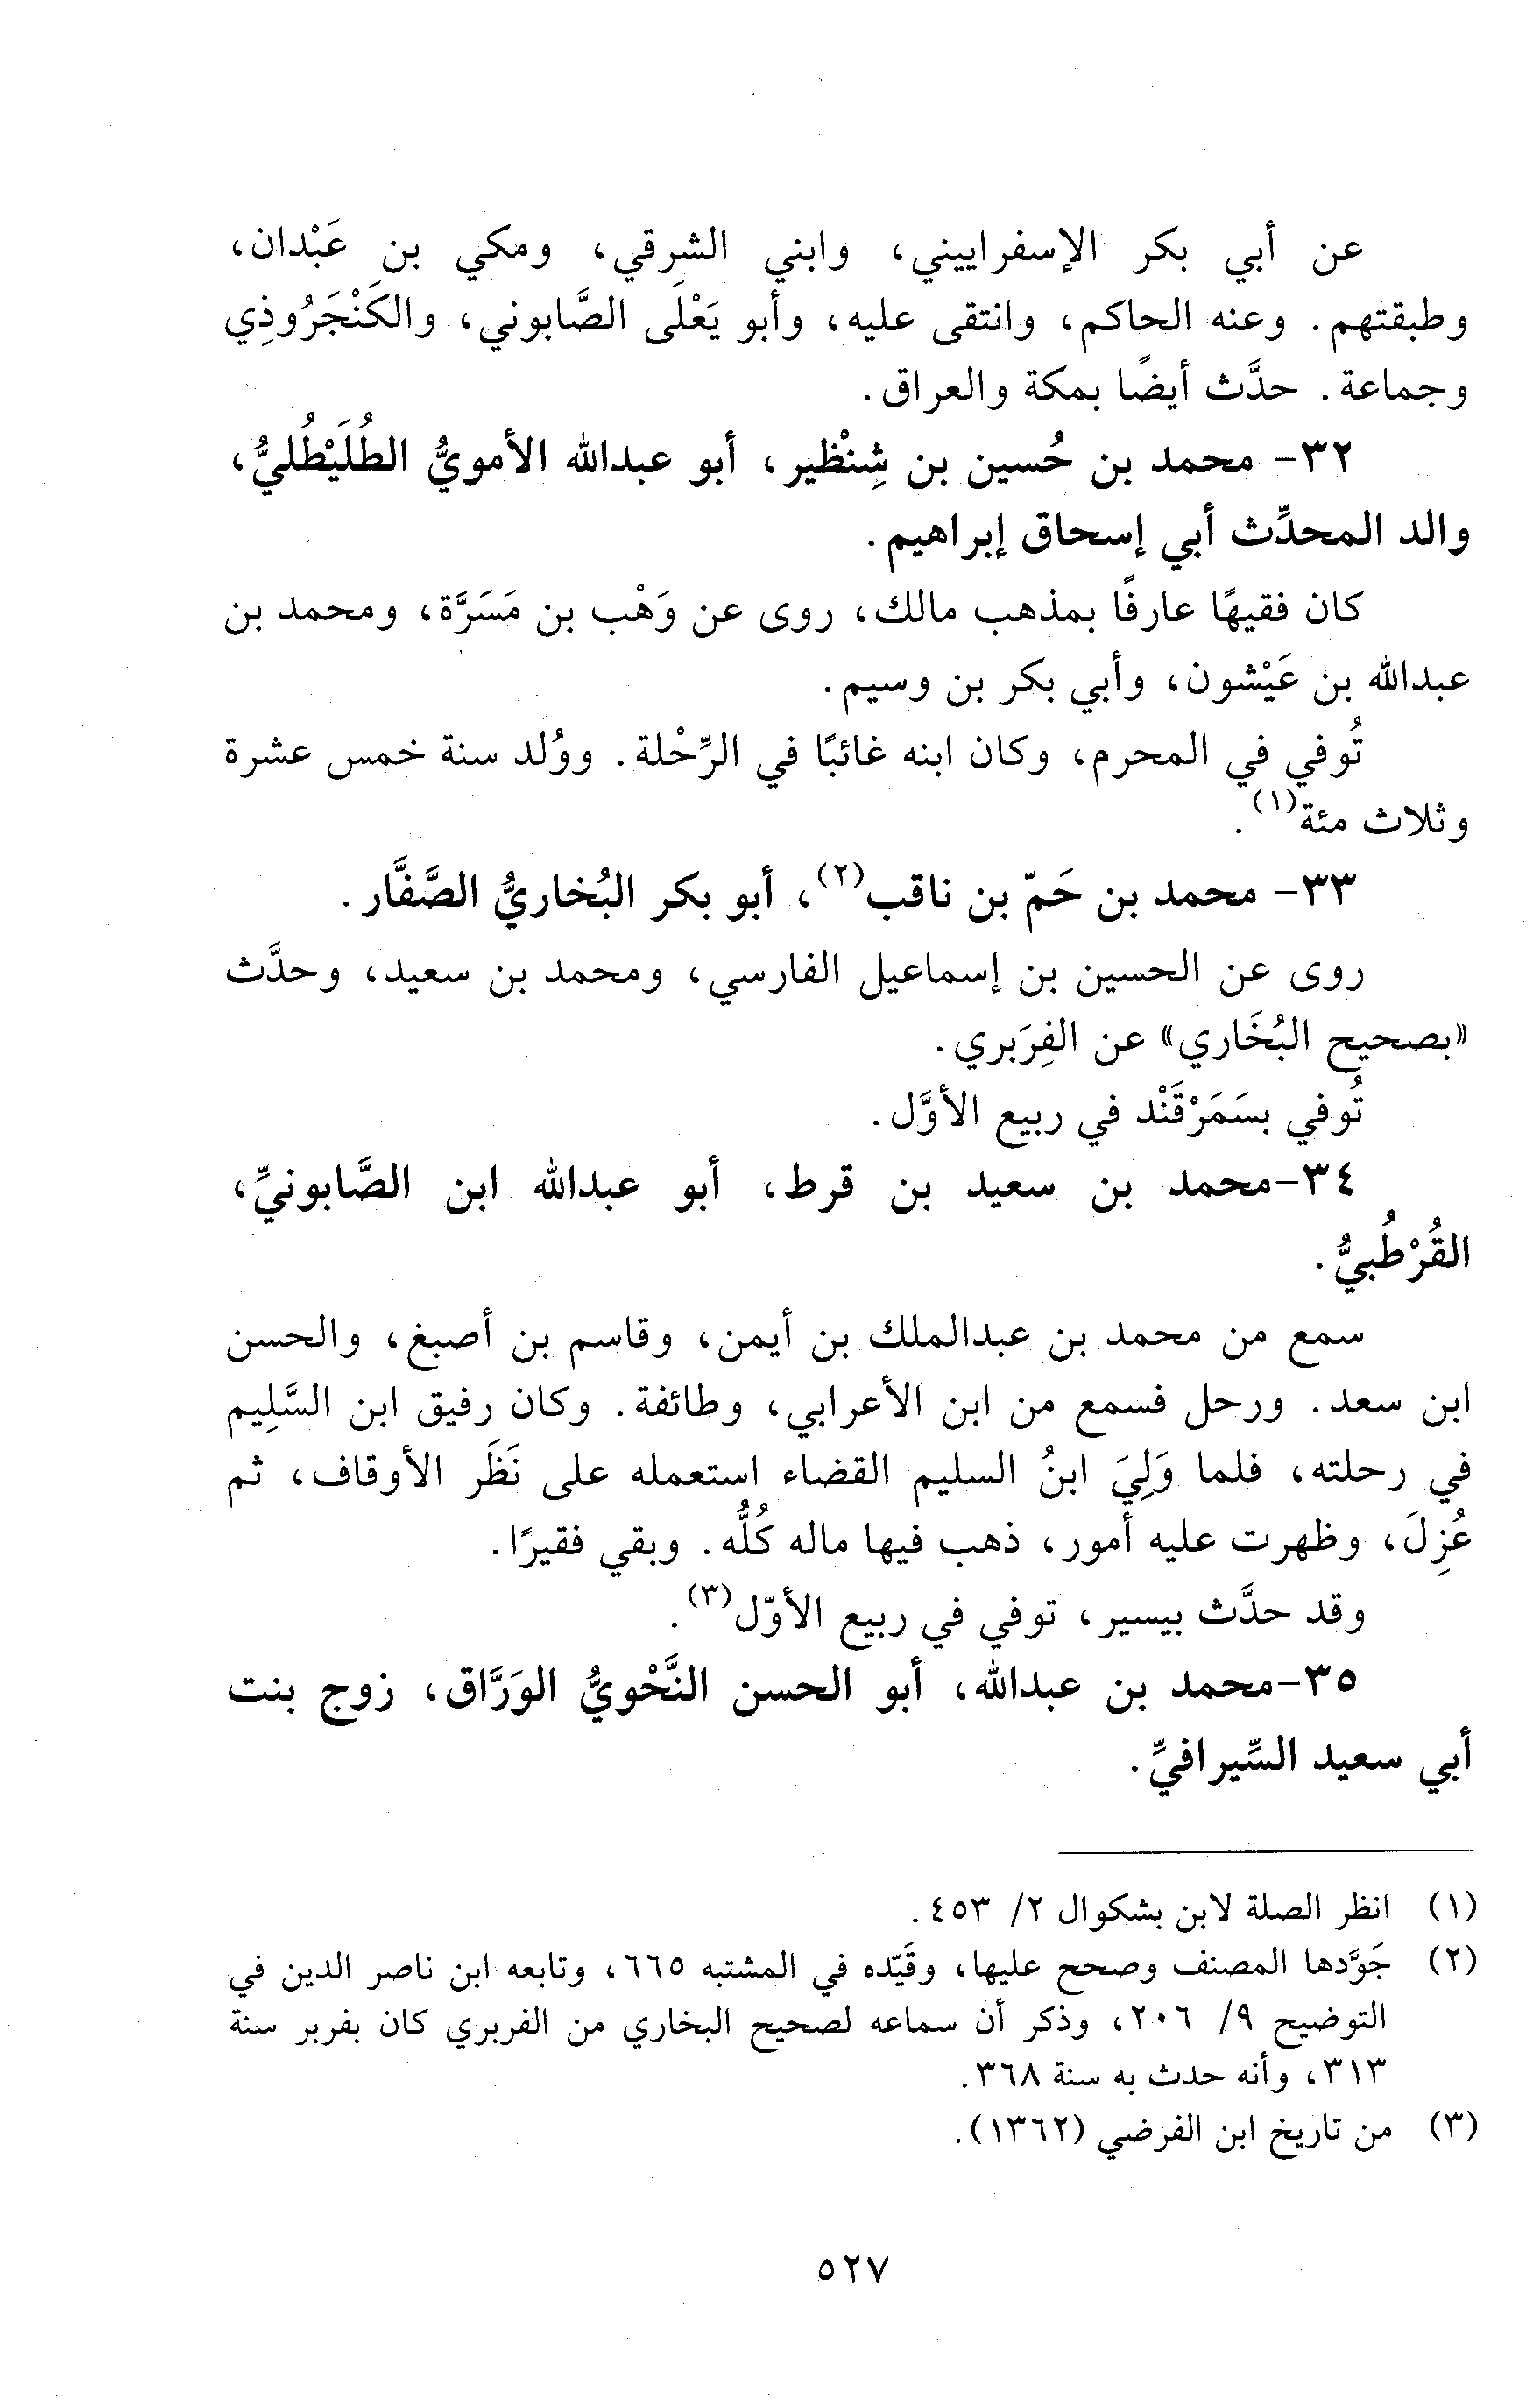 عن أبي بكر الإسفراييني، وابني الشرقي، ومكي بن عَبْدان،
وطبقتهم. وعنه الحاكم، وانتقى عليه، وأبو يَعْلَى الصَّابوني، والكَنْجَرُوذِي
وجماعة. حدَّث أيضًا بمكة والعراق.
٣٢- محمد بن حُسين بن شِنْظير، أبو عبدالله الأمويُّ الطُلَيْطُليُّ،
والد المحدِّث أبي إسحاق إبراهيم.
كان فقيهًا عارفًا بمذهب مالك، روى عن وَهْب بن مَسَرَّة، ومحمد بن
عبدالله بن عَيْشون، وأبي بكر بن وسيم.
تُوفي في المحرم، وكان ابنه غائبًا في الرِّحْلة. ووُلد سنة خمس عشرة
وثلاث مئة(١).
٣٣- محمد بن حَمّ بن ناقب(٢)، أبو بكر البُخاريُّ الصَّفَّار.
روى عن الحسين بن إسماعيل الفارسي، ومحمد بن سعيد، وحدَّث
«بصحيح البُخَاري» عن الفِرَبري.
تُوفي بسَمَرْقَنْد في ربيع الأوَّل.
٣٤-محمد بن سعيد بن قرط، أبو عبدالله ابن الصَّابونيِّ،
القُرْطُبيُّ.
سمع من محمد بن عبدالملك بن أيمن، وقاسم بن أصبغ، والحسن
ابن سعد. ورحل فسمع من ابن الأعرابي، وطائفة. وكان رفيق ابن السَّلِيم
في رحلته، فلما وَلِيَ ابنُ السليم القضاء استعمله على نَظَر الأوقاف، ثم
عُزِلَ، وظهرت عليه أمور، ذهب فيها ماله كُلُّه. وبقي فقيرًا.
وقد حدَّث بيسير، توفي في ربيع الأوّل(٣).
٣٥-محمد بن عبدالله، أبو الحسن النَّحْويُّ الوَرَّاق، زوج بنت
أبي سعيد السِّيرافيِّ.
(١) انظر الصلة لابن بشكوال ٢/ ٤٥٣.
(٢) جَوَّدها المصنف وصحح عليها، وقَيّده في المشتبه ٦٦٥، وتابعه ابن ناصر الدين في
التوضيح ٩/ ٢٠٦، وذكر أن سماعه لصحيح البخاري من الفربري كان بفربر سنة
٣١٣، وأنه حدث به سنة ٣٦٨.
(٣) من تاريخ ابن الفرضي (١٣٦٢).
٥٢٧